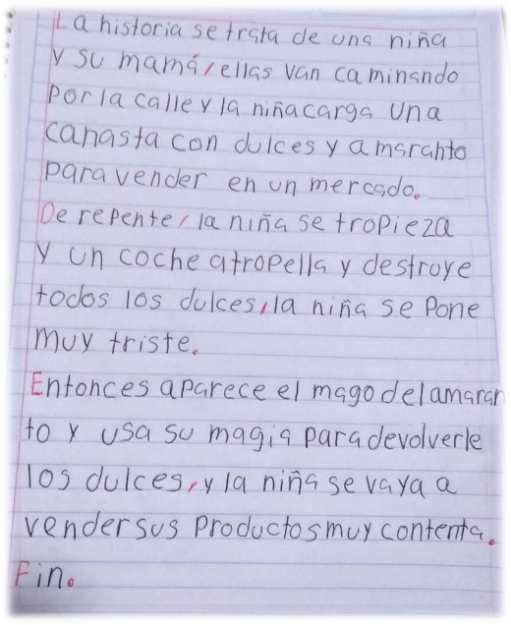 La historia se trata de una niña
y su mamá, ellas van caminando
por la calle y la niña carga una
canasta con dulces y amaranto
para vender en un mercado.
De repente, la niña se tropieza
y un coche atropella y destruye
todos los dulces, la niña se pone
muy triste.
Entonces aparece el mago del amaran
to y usa su magia para devolverle
los dulces, y la niña se vaya a
vender sus productos muy contenta.
Fin.